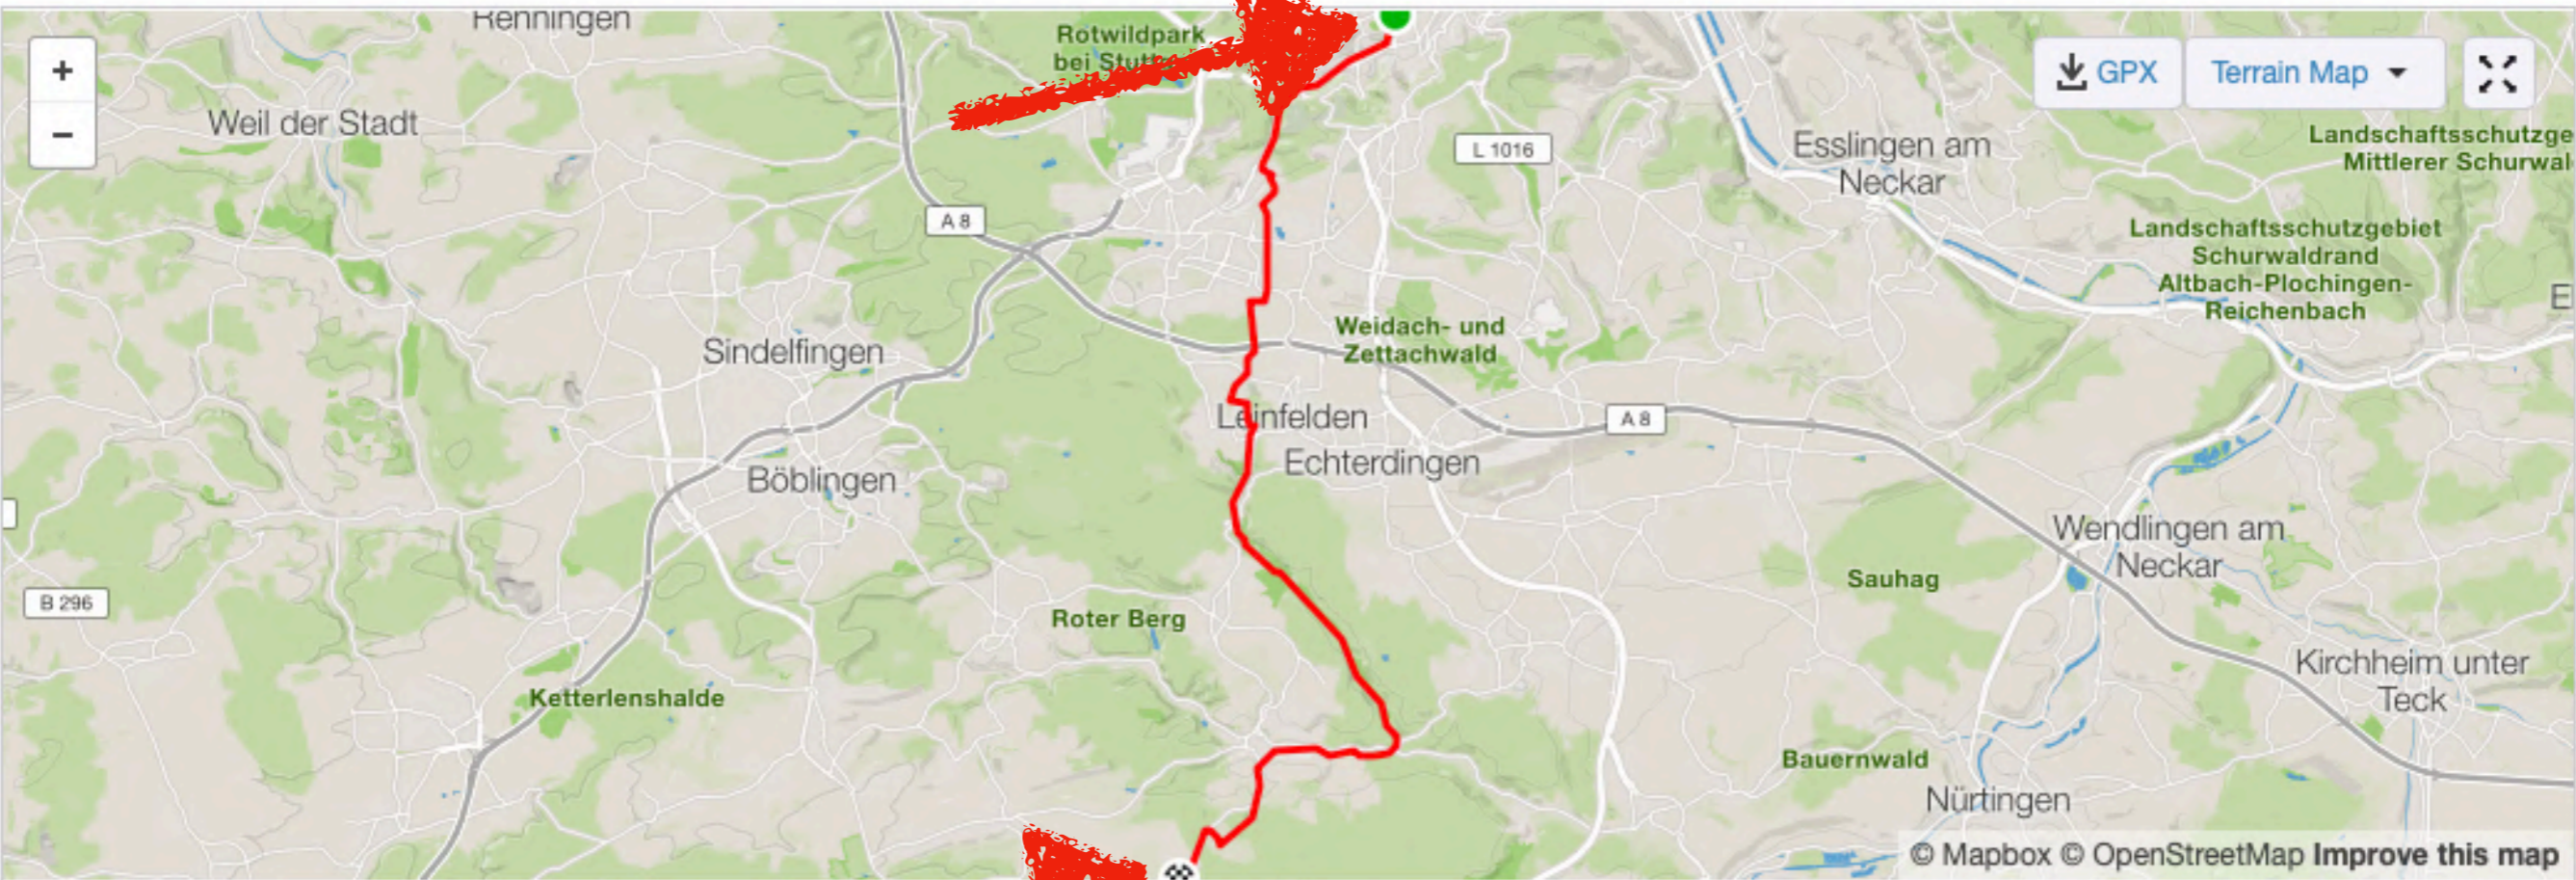 Renningen
Rotwildpark
bei Stutt
+
−
GPX
Terrain Map
Weil der Stadt
L 1016
Esslingen am
Neckar
Landschaftsschutzge
Mittlerer Schurwal
A 8
Landschaftsschutzgebiet
Schurwaldrand
Altbach-Plochingen-
Reichenbach
E
Weidach- und
Zettachwald
Sindelfingen
Leinfelden
A 8
Echterdingen
Böblingen
Wendlingen am
Neckar
Sauhag
B 296
Roter Berg
Kirchheim unter
Teck
Ketterlenshalde
Bauernwald
Nürtingen
© Mapbox © OpenStreetMap Improve this map